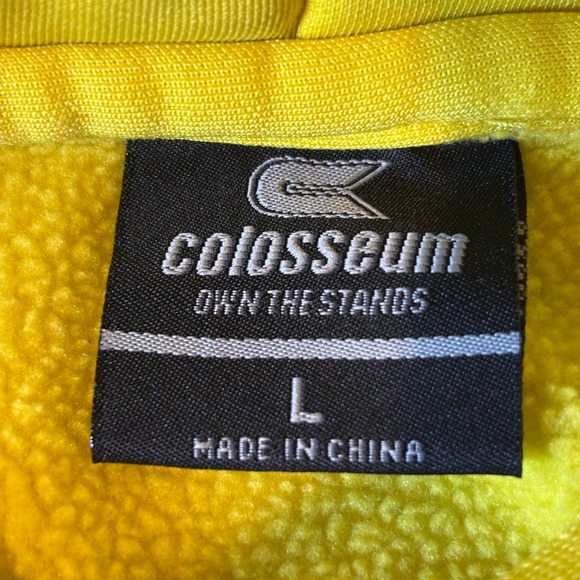 colosseum
OWN THE STANDS
L
MADE IN CHINA